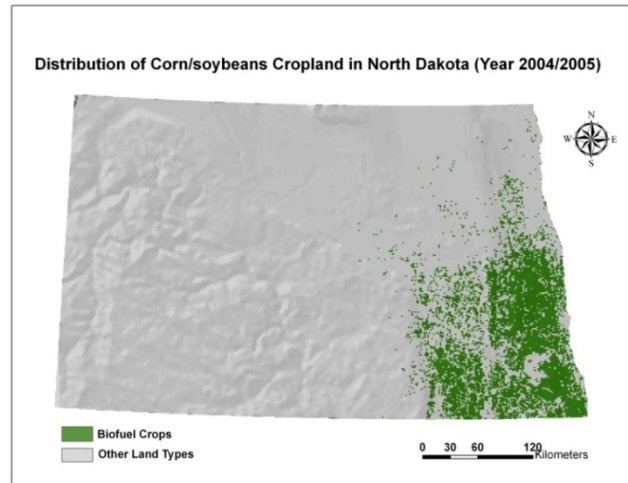 Distribution of Corn/soybeans Cropland in North Dakota (Year 2004/2005)
N
W E
S
Biofuel Crops
Other Land Types
0 30 60 120
Kilometers